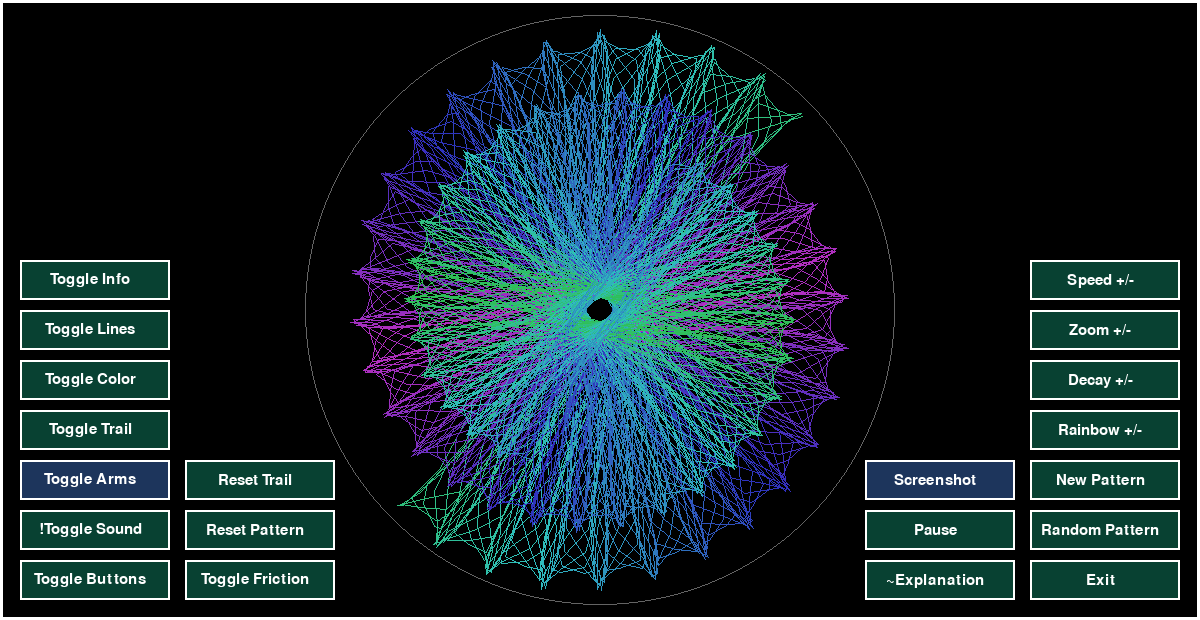 Toggle Info
Toggle Lines
Toggle Color
Toggle Trail
Toggle Arms
!Toggle Sound
Toggle Buttons
Reset Trail
Reset Pattern
Toggle Friction
Screenshot
Pause
~Explanation
Speed +/-
Zoom +/-
Decay +/-
Rainbow +/-
New Pattern
Random Pattern
Exit